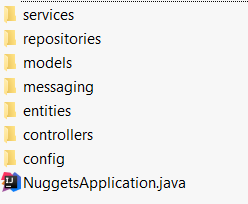 services
repositories
models
messaging
entities
controllers
config
NuggetsApplication.java